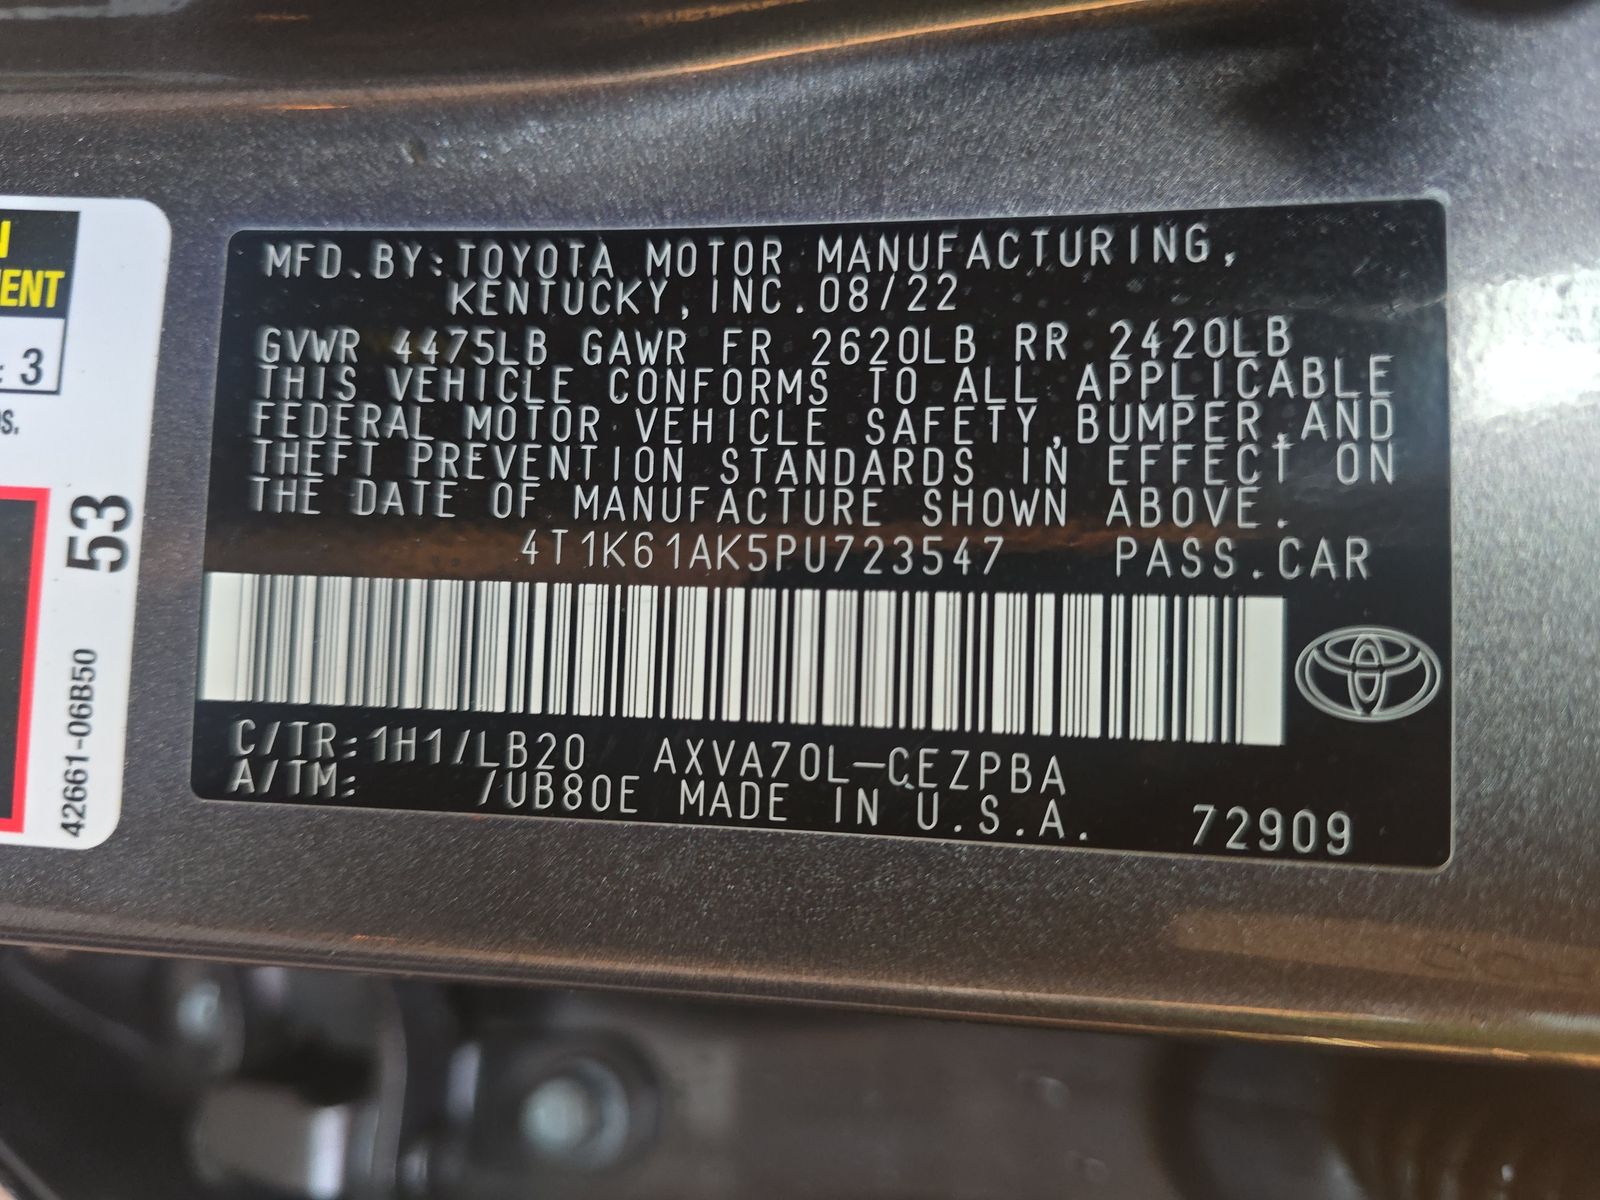 MFD.BY:TOYOTA MOTOR MANUFACTURING,
KENTUCKY, INC. 08/22
GVWR 4475LB GAWR FR 2620LB RR 2420LB
THIS VEHICLE CONFORMS TO ALL APPLICABLE
FEDERAL MOTOR VEHICLE SAFETY,BUMPER,AND
THEFT PREVENTION STANDARDS IN EFFECT ON
THE DATE OF MANUFACTURE SHOWN ABOVE.
4T1K61AK5PU723547 PASS.CAR
C/TR:1H1/LB20 AXVA70L-CEZPBA
A/TM: /UB80E MADE IN U.S.A. 72909
3
53
42661-06B50